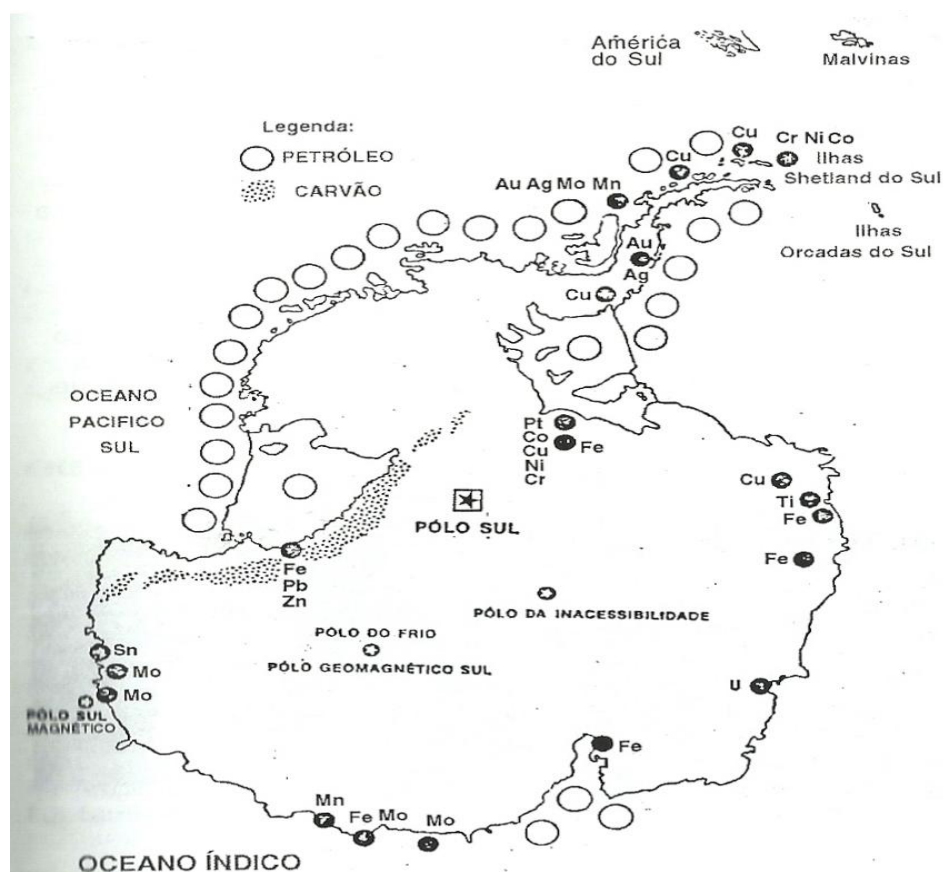 América
do Sul
Malvinas
Legenda:
PETRÓLEO
CARVÃO
Cu
Cr Ni Co
Ilhas
Shetland do Sul
Cu
Au Ag Mo Mn
Ilhas
Orcadas do Sul
Au
Ag
Cu
OCEANO
PACIFICO
SUL
Pt
Co
Cu
Ni
Cr
Fe
Cu
Ti
Fe
PÓLO SUL
Fe
Fe
Pb
Zn
PÓLO DA INACESSIBILIDADE
PÓLO DO FRIO
PÓLO GEOMAGNÉTICO SUL
Sn
Mo
Mo
U
PÓLO SUL
MAGNÉTICO
Fe
Mn
Fe Mo
Mo
OCEANO ÍNDICO